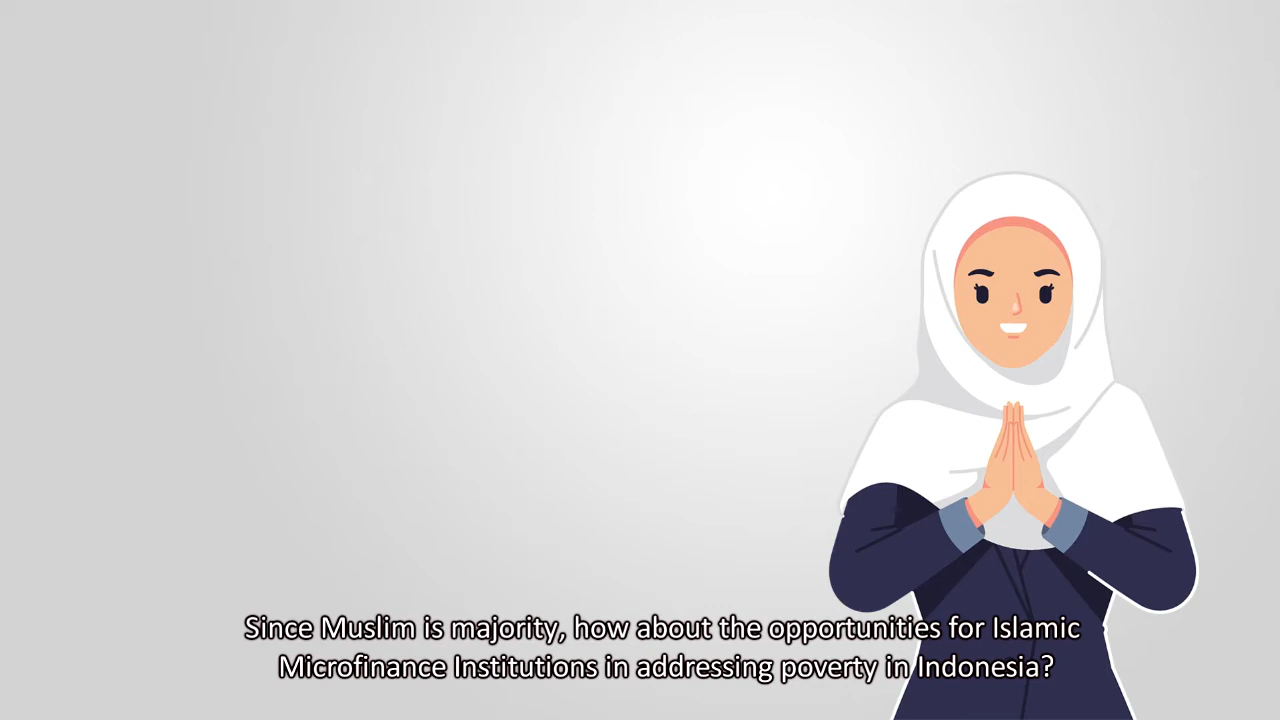 Since Muslim is majority, how about the opportunities for Islamic
Microfinance Institutions in addressing poverty in Indonesia?